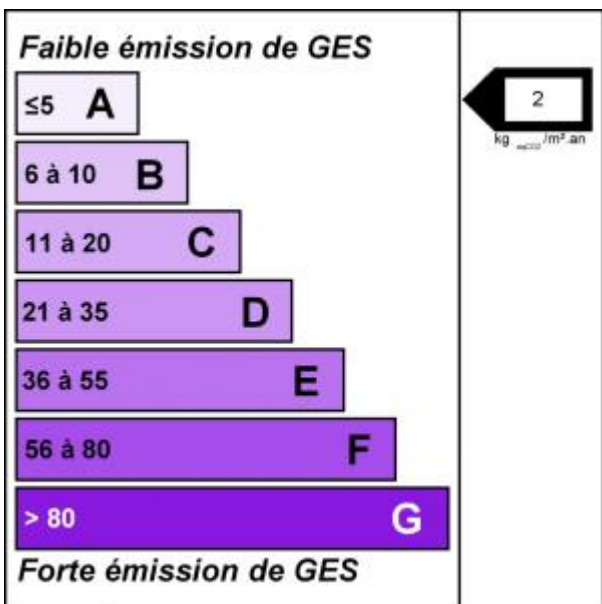 Faible émission de GES
≤5 A
2
kg eqCO2/m².an
6 à 10 B
11 à 20 C
21 à 35 D
36 à 55 E
56 à 80 F
> 80 G
Forte émission de GES